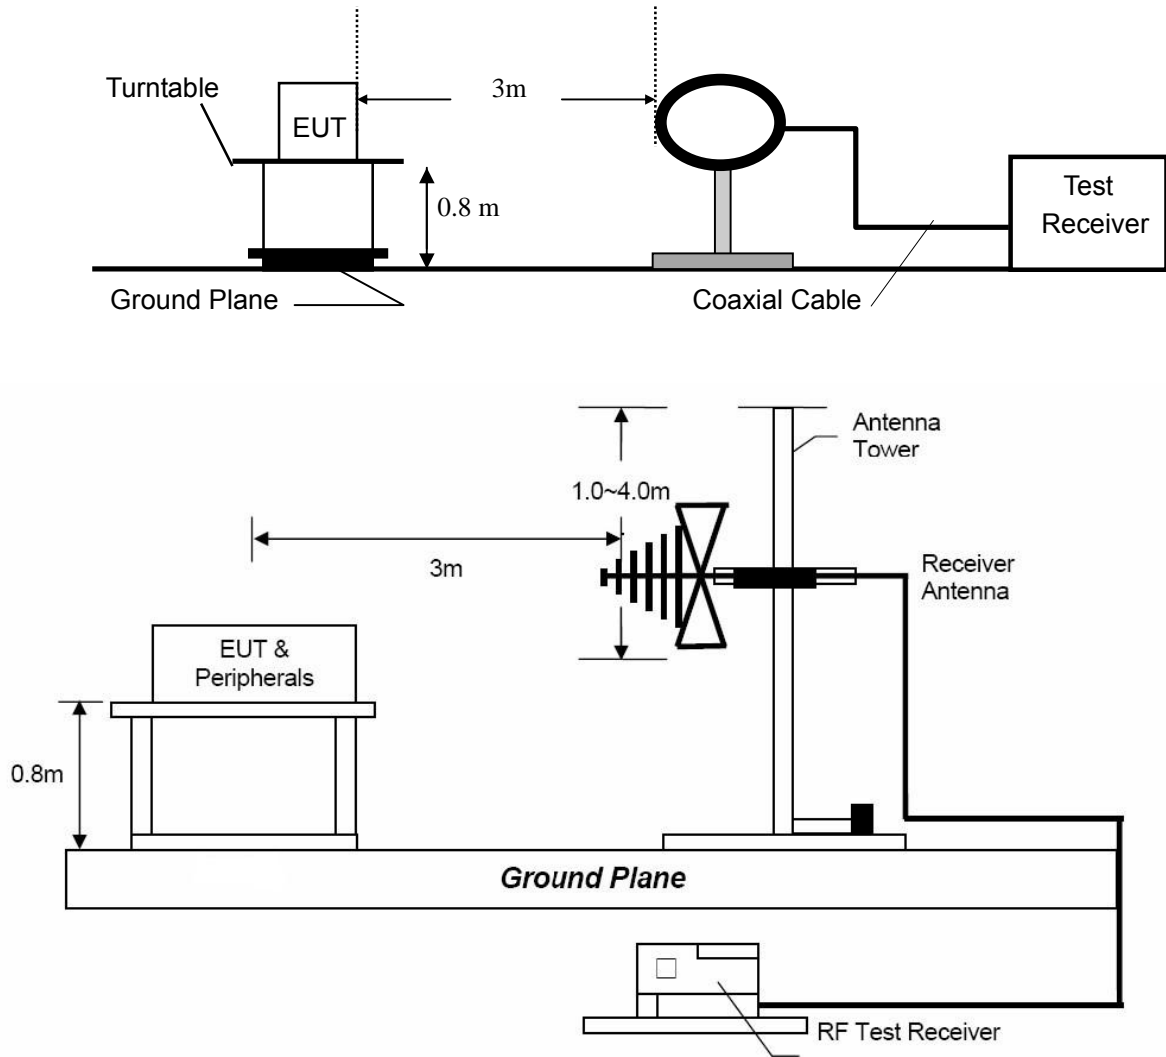 Turntable
EUT
3m
0.8 m
Test
Receiver
Ground Plane
Coaxial Cable
Antenna
Tower
1.0~4.0m
3m
Receiver
Antenna
EUT &
Peripherals
0.8m
Ground Plane
RF Test Receiver